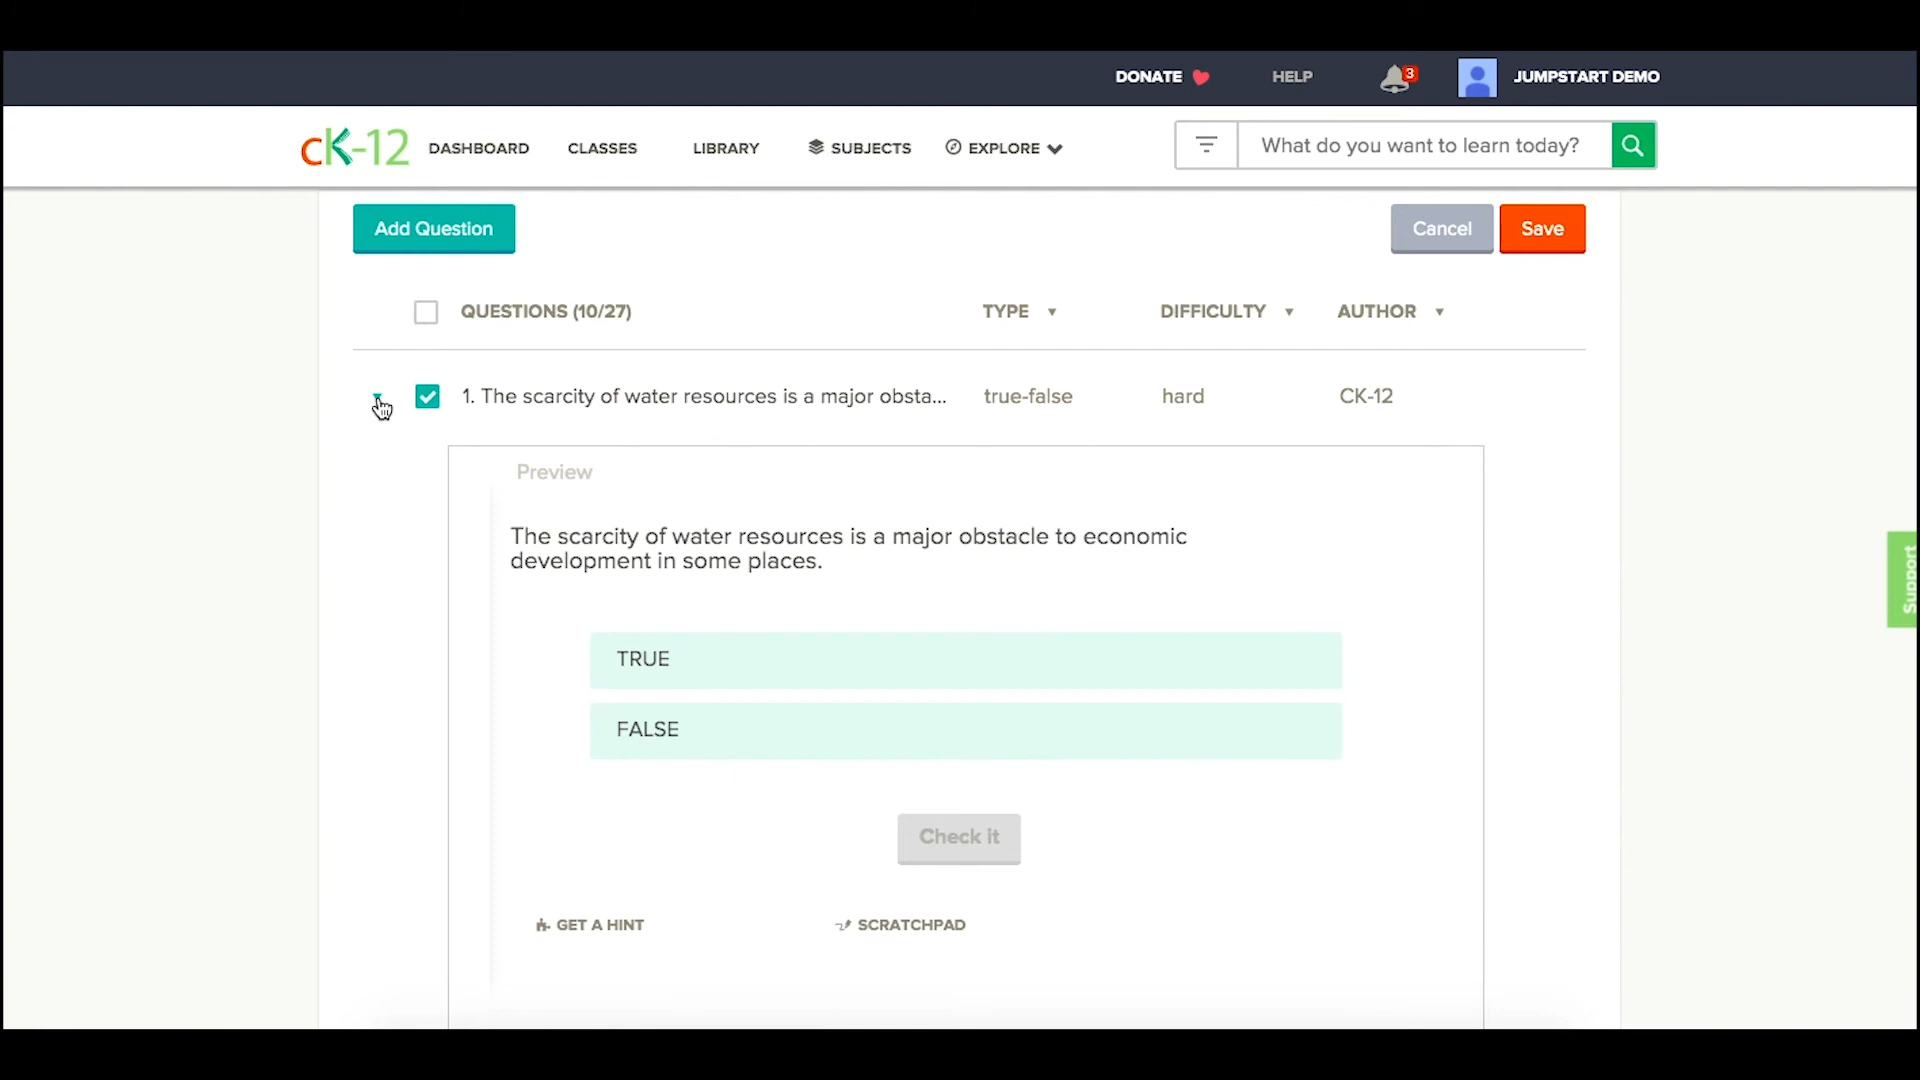 DONATE HELP 3 JUMPSTART DEMO
cK-12 DASHBOARD CLASSES LIBRARY SUBJECTS EXPLORE What do you want to learn today?
Add Question Cancel Save
QUESTIONS (10/27) TYPE DIFFICULTY AUTHOR
1. The scarcity of water resources is a major obsta... true-false hard CK-12
Preview
The scarcity of water resources is a major obstacle to economic
development in some places.
Support
TRUE
FALSE
Check it
GET A HINT SCRATCHPAD